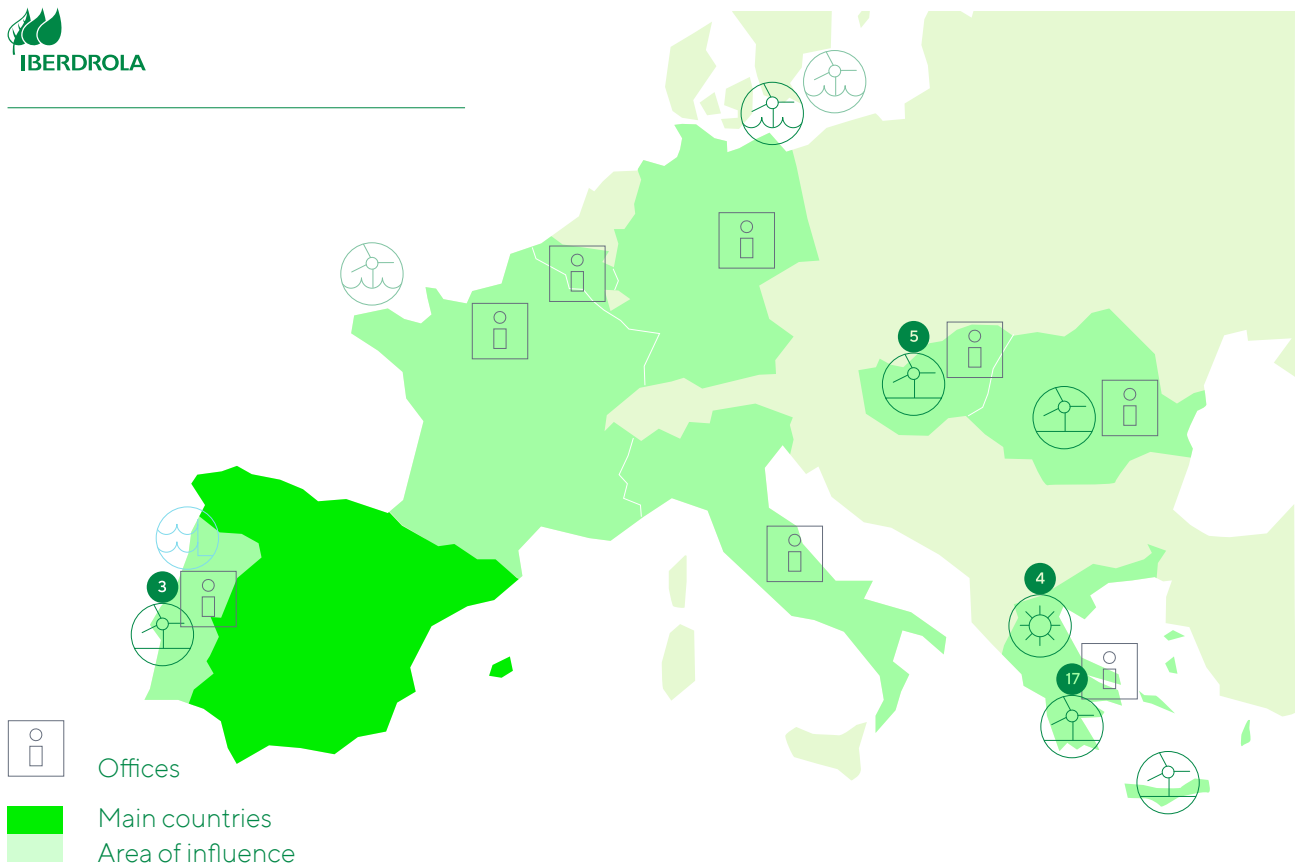 IBERDROLA
5
3
4
17
Offices
Main countries
Area of influence